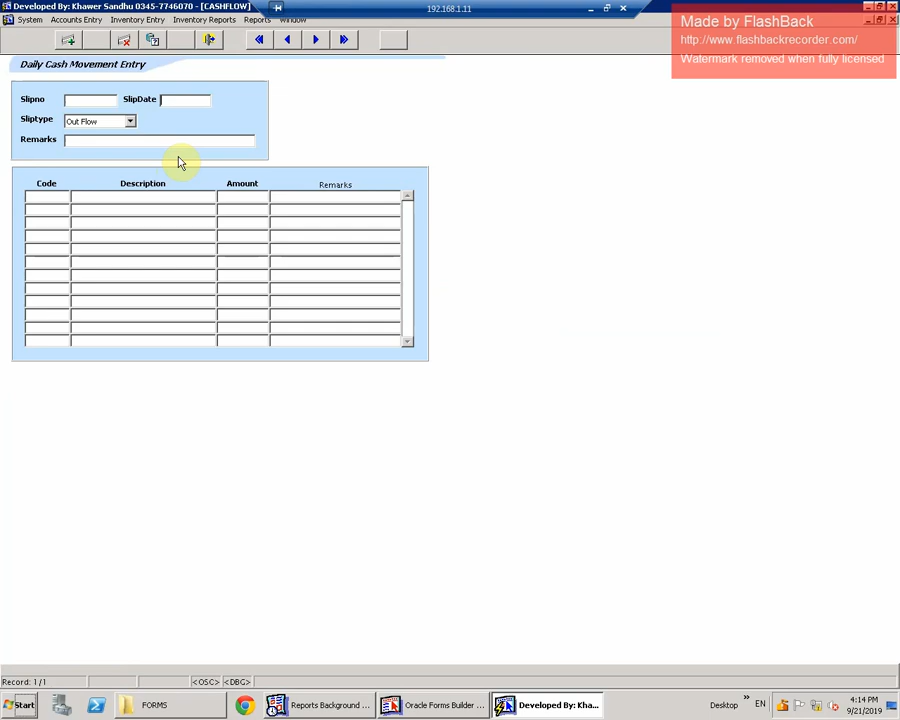 Developed By: Khawer Sandhu 0345-7746070 - [CASHFLOW]
192.168.1.11
System Accounts Entry Inventory Entry Inventory Reports Reports Window
Made by FlashBack
http://www.flashbackrecorder.com/
Watermark removed when fully licensed
Daily Cash Movement Entry
Slipno SlipDate
Sliptype Out Flow
Remarks
Code Description Amount Remarks
Record: 1/1 <OSC> <DBG>
Start FORMS Reports Background ... Oracle Forms Builder ... Developed By: Kha... Desktop » EN 4:14 PM
9/21/2019